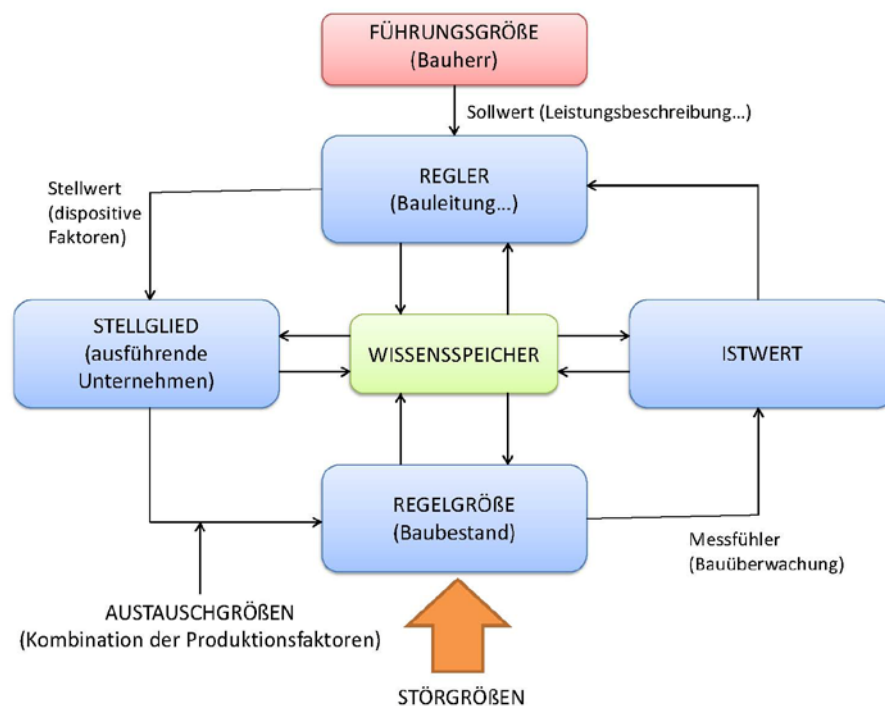 FÜHRUNGSGRÖßE
(Bauherr)
Sollwert (Leistungsbeschreibung...)
REGLER
(Bauleitung...)
Stellwert
(dispositive
Faktoren)
STELLGLIED
(ausführende
Unternehmen)
WISSENSSPEICHER
ISTWERT
REGELGRÖßE
(Baubestand)
Messfühler
(Bauüberwachung)
AUSTAUSCHGRÖßEN
(Kombination der Produktionsfaktoren)
STÖRGRÖßEN